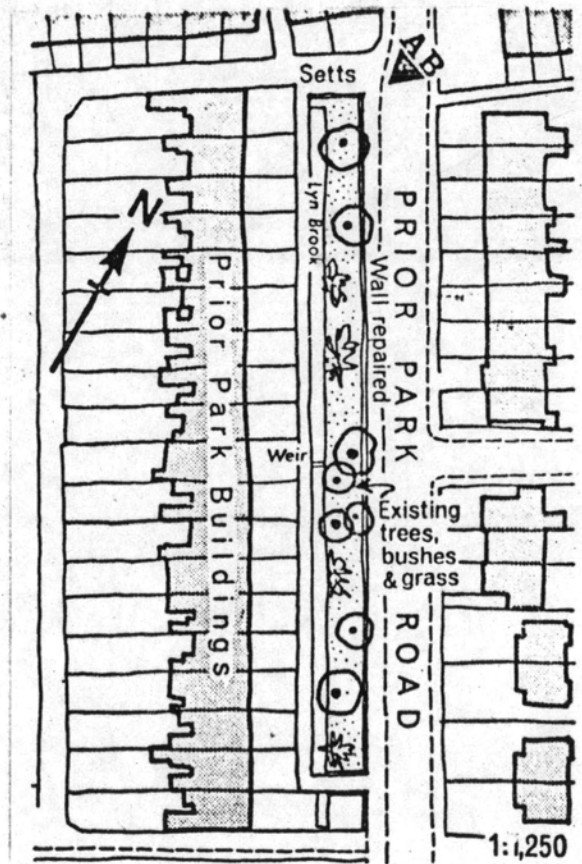 Setts
A B
N
Lyn Brook
Prior Park Buildings
Wall repaired
PRIOR PARK ROAD
Weir
Existing
trees,
bushes
& grass
1:1,250